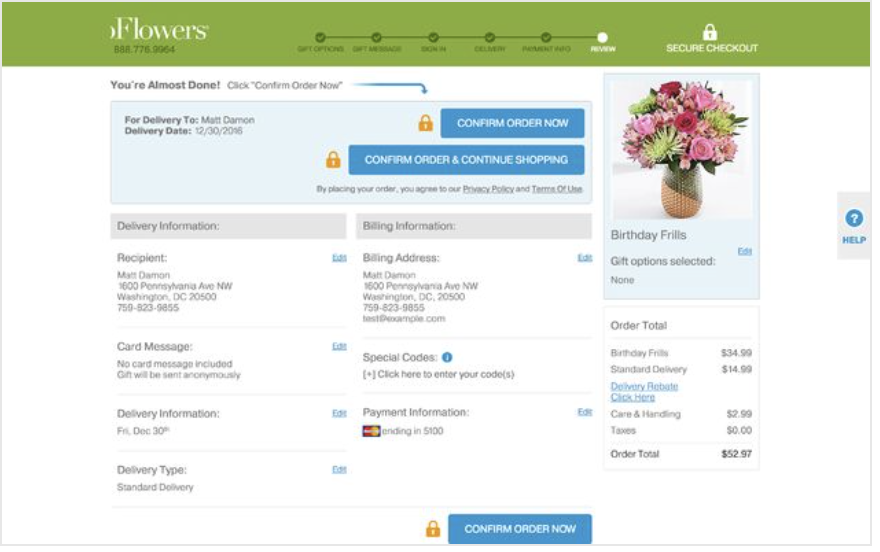 Flowers
888.776.9964
GIFT OPTIONS GIFT MESSAGE SIGN IN DELIVERY PAYMENT INFO REVIEW
SECURE CHECKOUT
You're Almost Done! Click "Confirm Order Now"
For Delivery To: Matt Damon
Delivery Date: 12/30/2016
CONFIRM ORDER NOW
CONFIRM ORDER & CONTINUE SHOPPING
By placing your order, you agree to our Privacy Policy and Terms Of Use.
Delivery Information:
Recipient: Edit
Matt Damon
1600 Pennsylvania Ave NW
Washington, DC 20500
759-823-9855
Card Message: Edit
No card message included
Gift will be sent anonymously
Delivery Information: Edit
Fri, Dec 30th
Delivery Type: Edit
Standard Delivery
Billing Information:
Billing Address: Edit
Matt Damon
1600 Pennsylvania Ave NW
Washington, DC, 20500
759-823-9855
test@example.com
Special Codes: i
[+] Click here to enter your code(s)
Payment Information: Edit
ending in 5100
CONFIRM ORDER NOW
Birthday Frills
Edit
Gift options selected:
None
Order Total
Birthday Frills $34.99
Standard Delivery $14.99
Delivery Rebate
Click Here
Care & Handling $2.99
Taxes $0.00
Order Total $52.97
?
HELP